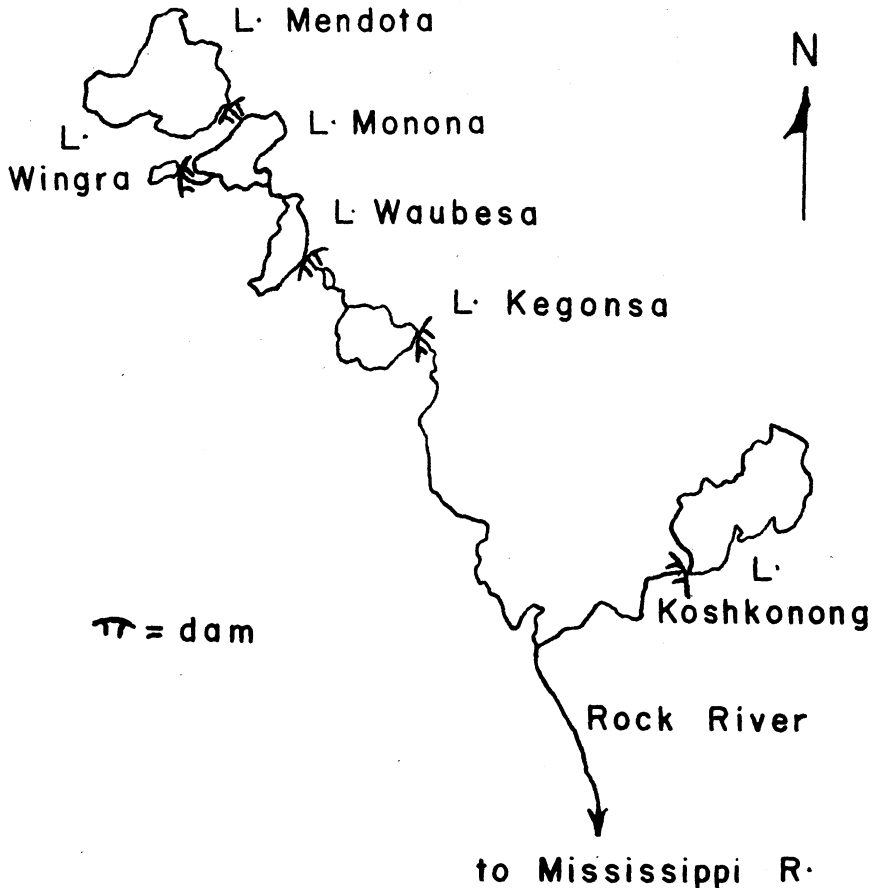 L. Mendota
N
L. Monona
L.
Wingra
L. Waubesa
L. Kegonsa
L.
Koshkonong
= dam
Rock River
to Mississippi R.